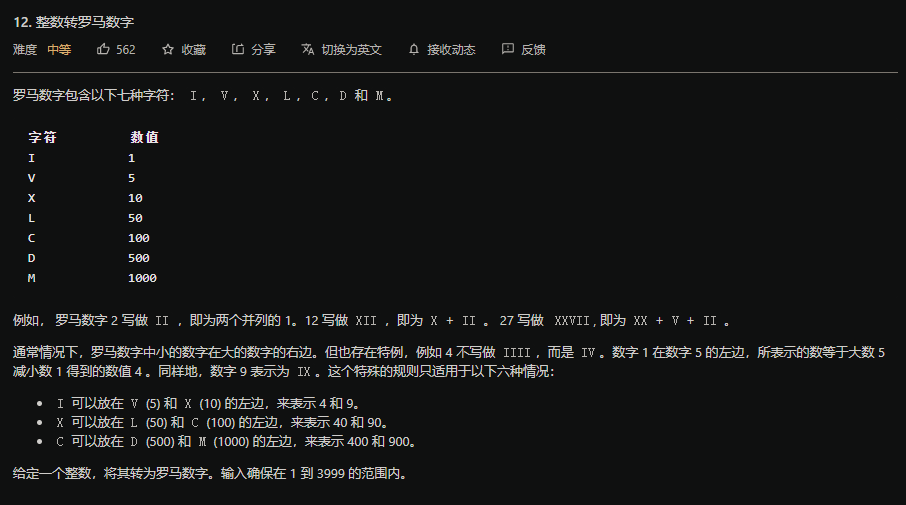 12. 整数转罗马数字
难度 中等 562 收藏 分享 切换为英文 接收动态 反馈
罗马数字包含以下七种字符： I， V， X， L，C，D 和 M。
字符 数值
I 1
V 5
X 10
L 50
C 100
D 500
M 1000
例如， 罗马数字 2 写做 II ，即为两个并列的 1。12 写做 XII ，即为 X + II 。 27 写做 XXVII, 即为 XX + V + II 。
通常情况下，罗马数字中小的数字在大的数字的右边。但也存在特例，例如 4 不写做 IIII，而是 IV。数字 1 在数字 5 的左边，所表示的数等于大数 5
减小数 1 得到的数值 4 。同样地，数字 9 表示为 IX。这个特殊的规则只适用于以下六种情况：
• I 可以放在 V (5) 和 X (10) 的左边，来表示 4 和 9。
• X 可以放在 L (50) 和 C (100) 的左边，来表示 40 和 90。
• C 可以放在 D (500) 和 M (1000) 的左边，来表示 400 和 900。
给定一个整数，将其转为罗马数字。输入确保在 1 到 3999 的范围内。